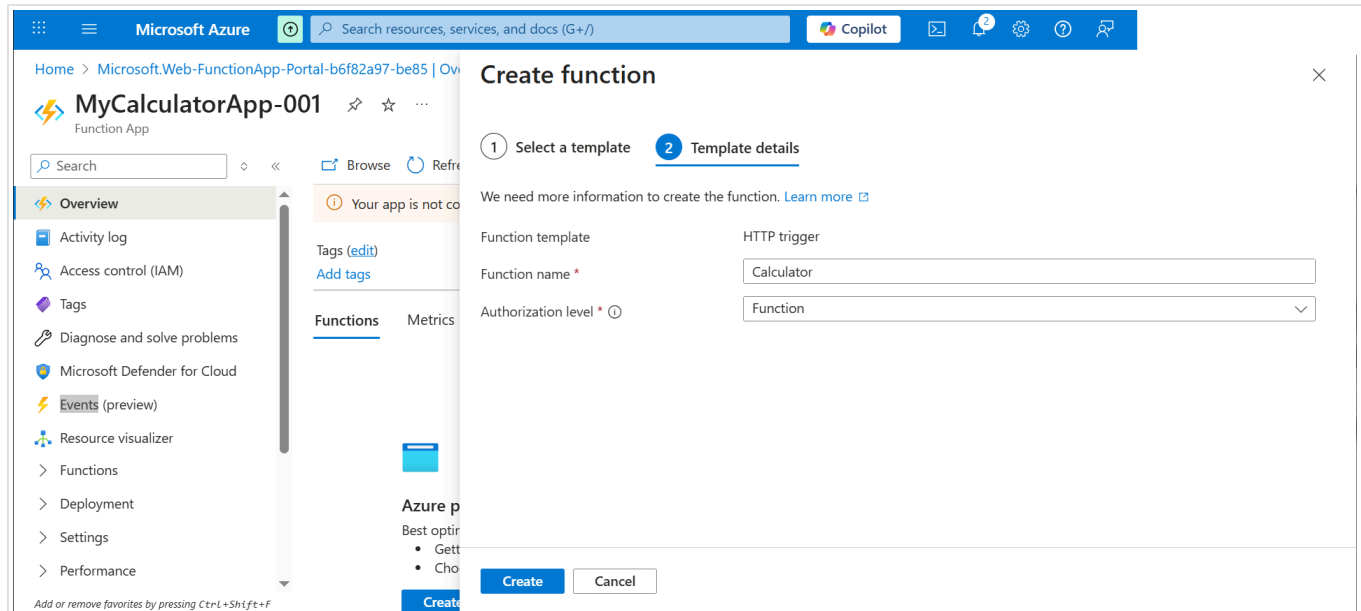 Microsoft Azure
Search resources, services, and docs (G+/)
Copilot
2
Home > Microsoft.Web-FunctionApp-Portal-b6f82a97-be85 | Ov
MyCalculatorApp-001
Function App
Search
Overview
Activity log
Access control (IAM)
Tags
Diagnose and solve problems
Microsoft Defender for Cloud
Events (preview)
Resource visualizer
Functions
Deployment
Settings
Performance
Add or remove favorites by pressing Ctrl+Shift+F
Browse
Refre
Your app is not co
Tags (edit)
Add tags
Functions
Metrics
Azure p
Best optin
• Gett
• Cho
Create
Create function
1 Select a template
2 Template details
We need more information to create the function. Learn more
Function template HTTP trigger
Function name * Calculator
Authorization level * Function
Create
Cancel